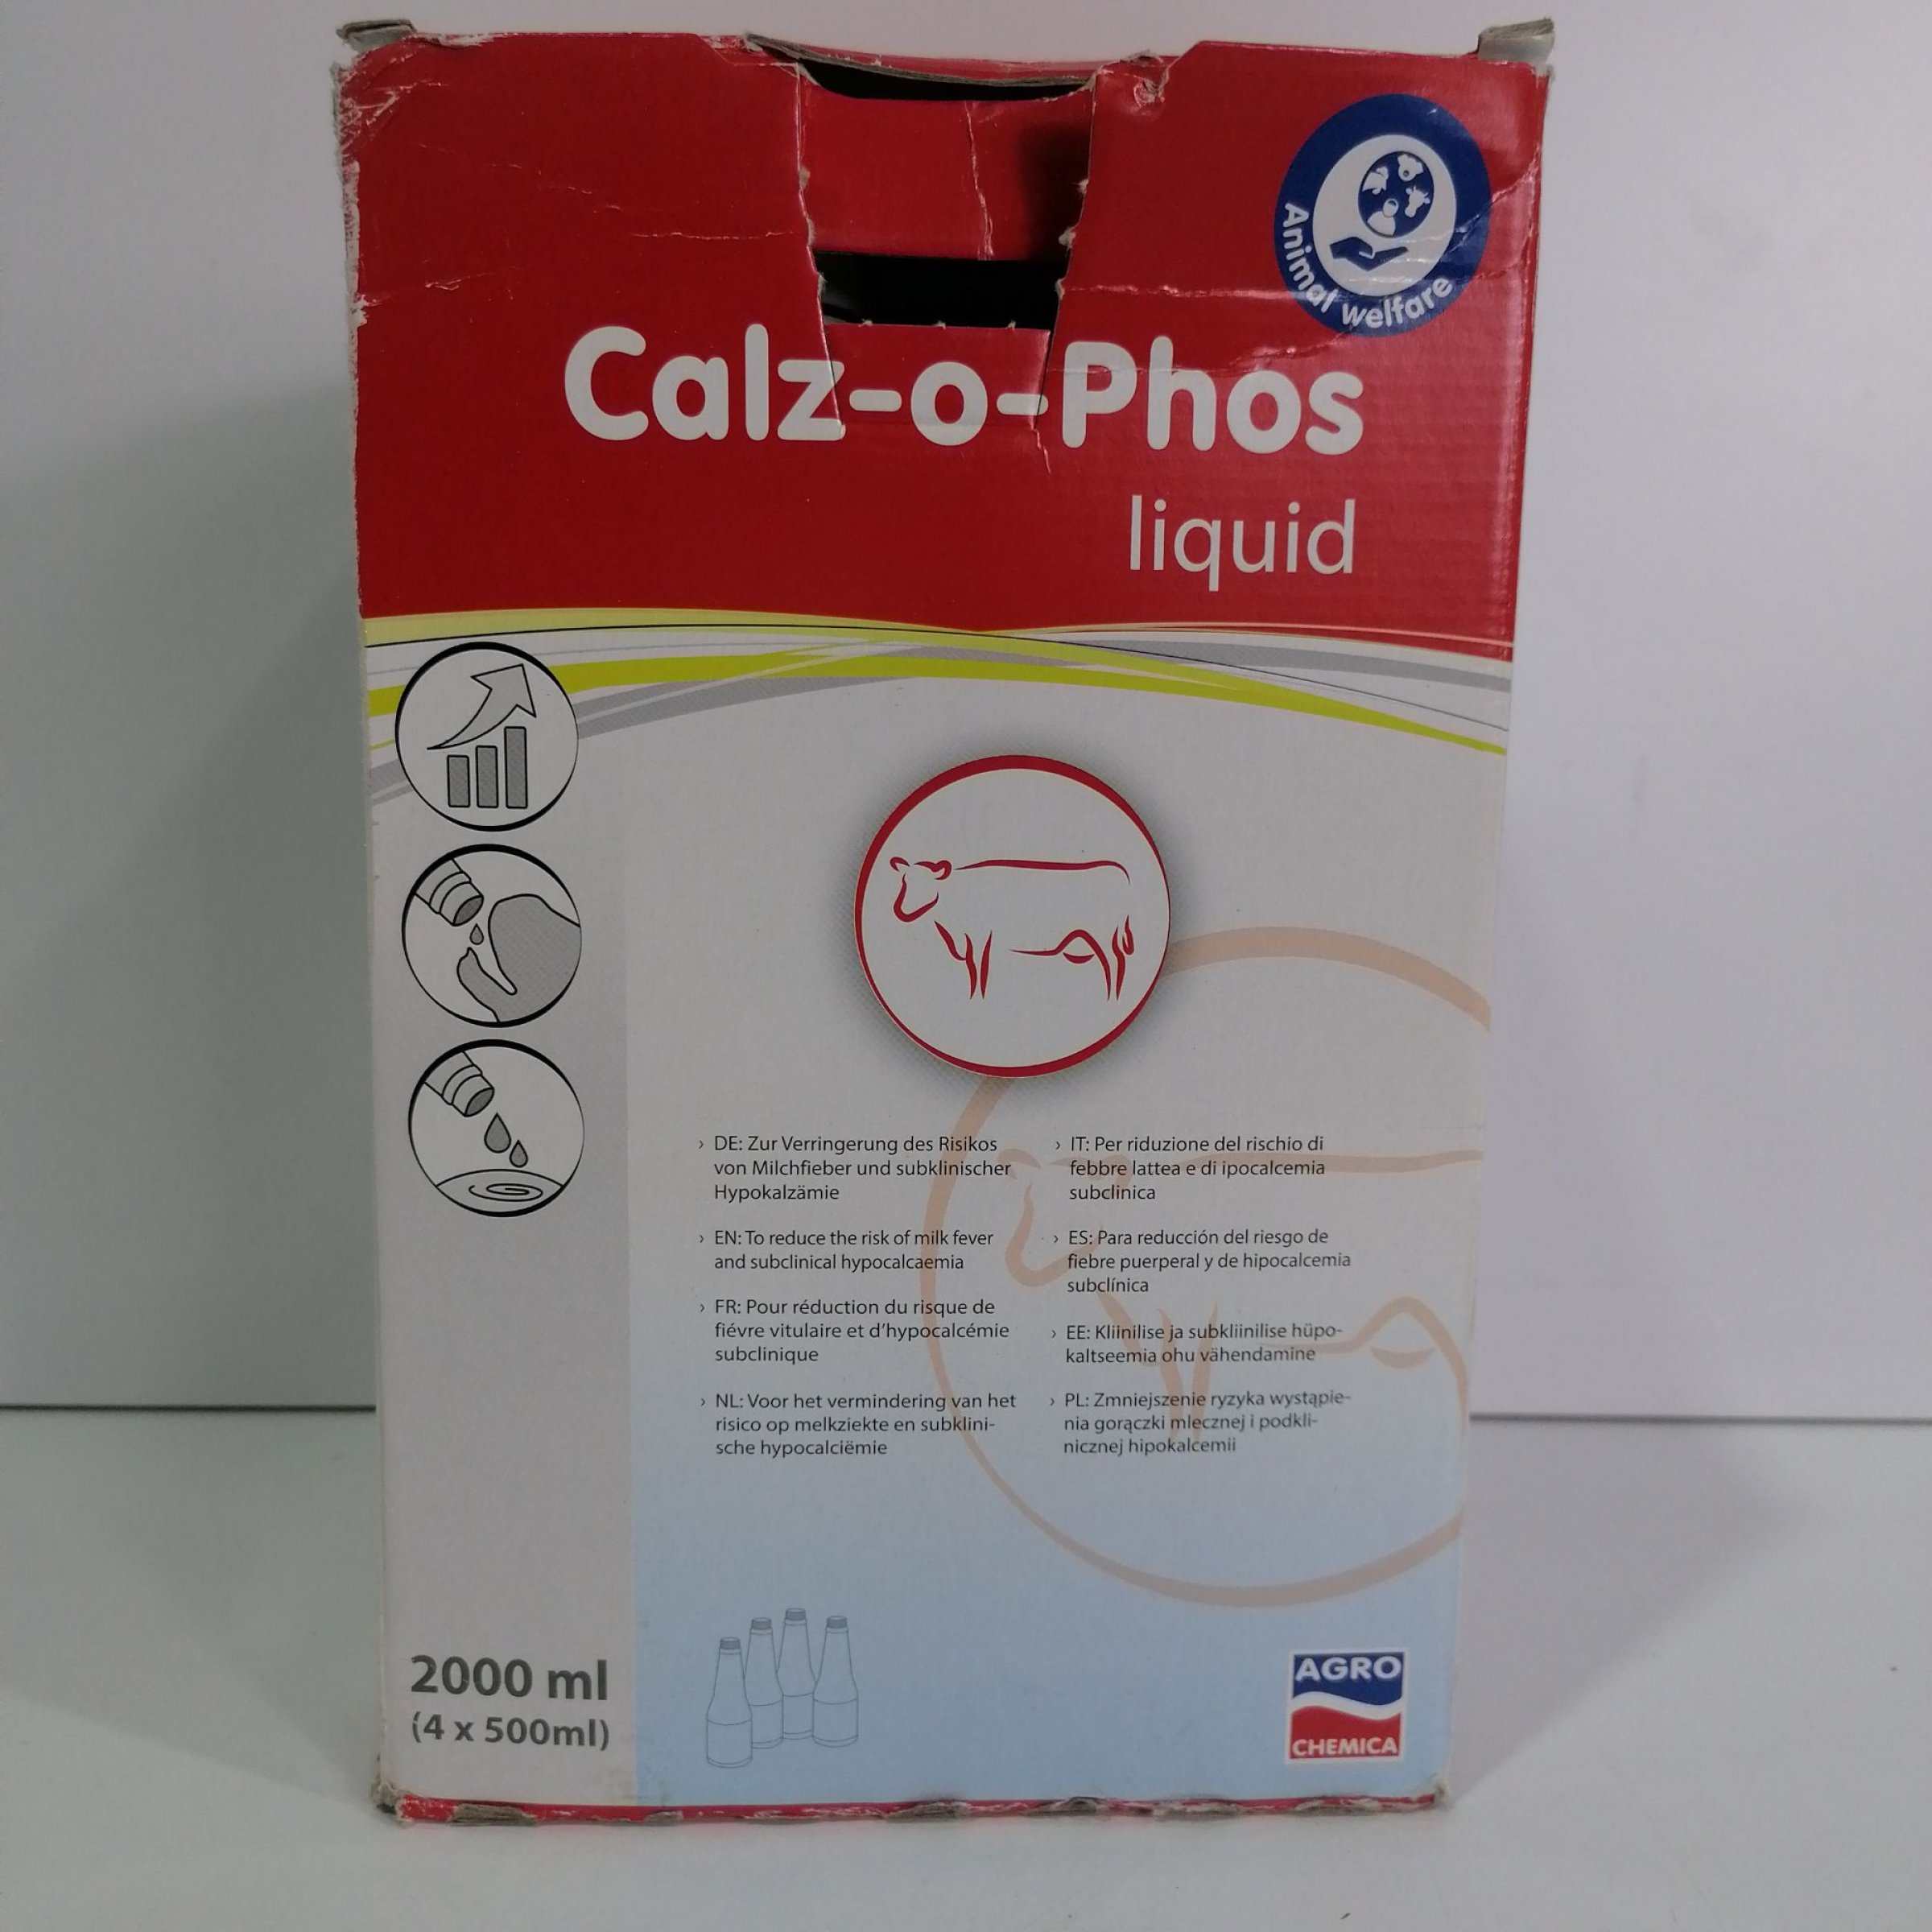 Animal welfare
Calz-o-Phos
liquid
› DE: Zur Verringerung des Risikos
von Milchfieber und subklinischer
Hypokalzämie
› EN: To reduce the risk of milk fever
and subclinical hypocalcaemia
› FR: Pour réduction du risque de
fiévre vitulaire et d'hypocalcémie
subclinique
› NL: Voor het vermindering van het
risico op melkziekte en subklini-
sche hypocalciëmie
› IT: Per riduzione del rischio di
febbre lattea e di ipocalcemia
subclinica
› ES: Para reducción del riesgo de
fiebre puerperal y de hipocalcemia
subclínica
› EE: Kliinilise ja subkliinilise hüpo-
kaltseemia ohu vähendamine
› PL: Zmniejszenie ryzyka wystąpie-
nia gorączki mlecznej i podkli-
nicznej hipokalcemii
2000 ml
(4 x 500ml)
AGRO
CHEMICA